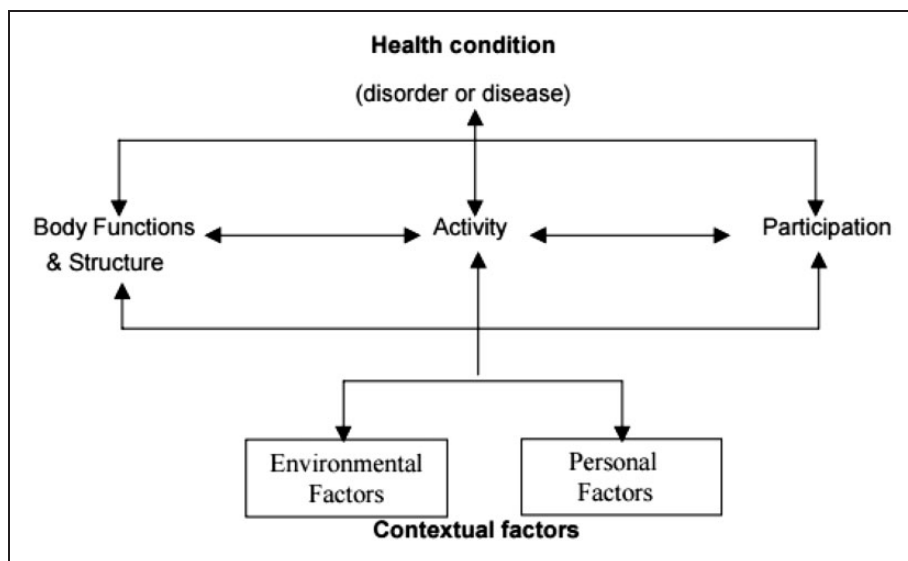 Health condition
(disorder or disease)
Body Functions
& Structure
Activity
Participation
Environmental
Factors
Personal
Factors
Contextual factors